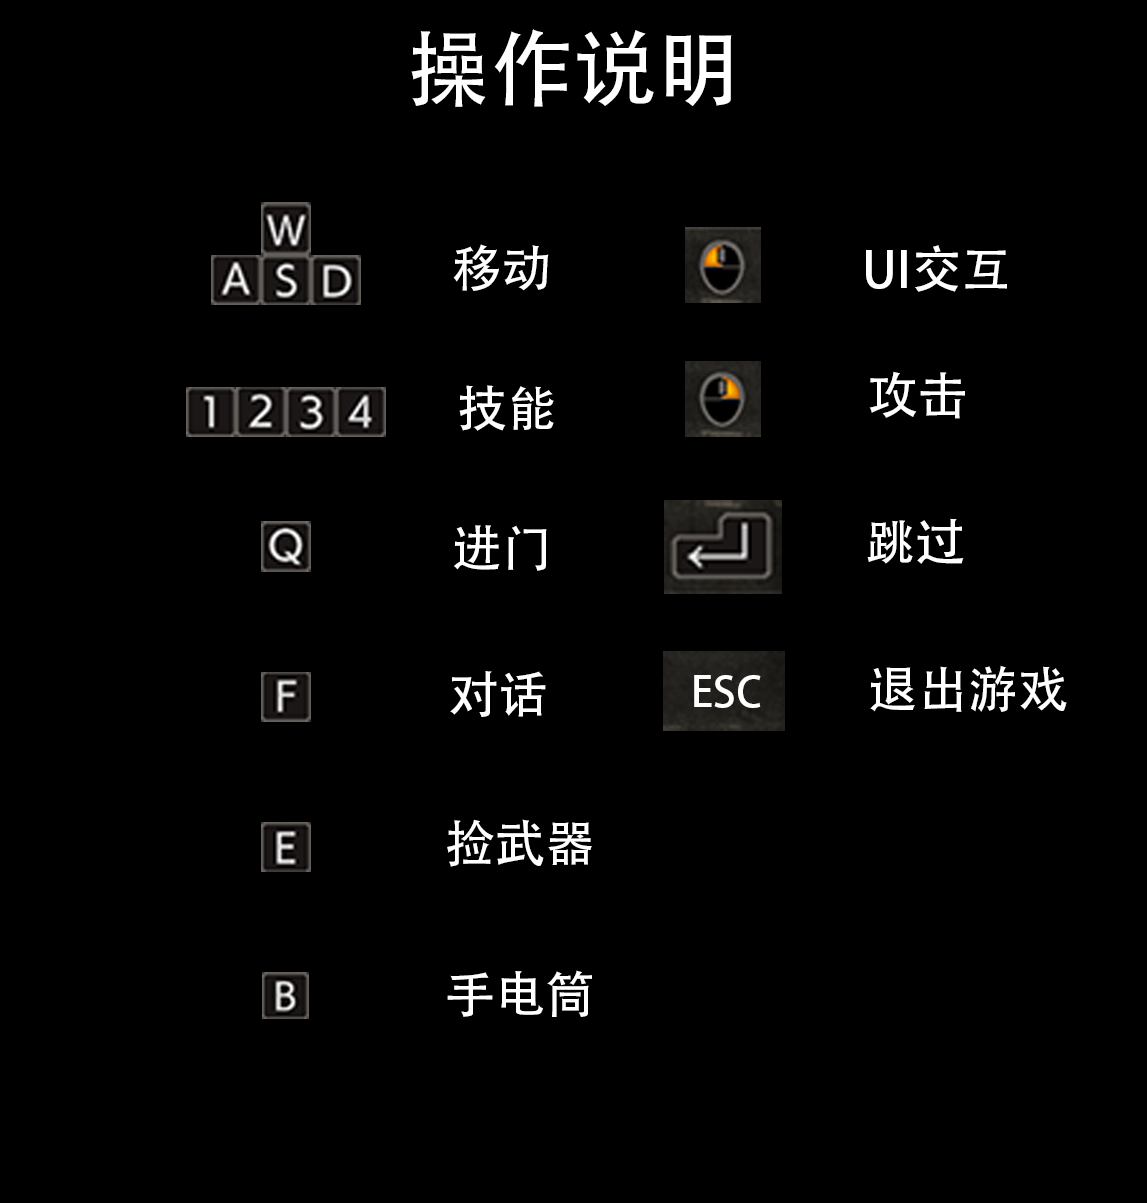 操作说明
W
A S D 移动
UI交互
1 2 3 4 技能
攻击
Q 进门
跳过
F 对话
ESC 退出游戏
E 捡武器
B 手电筒